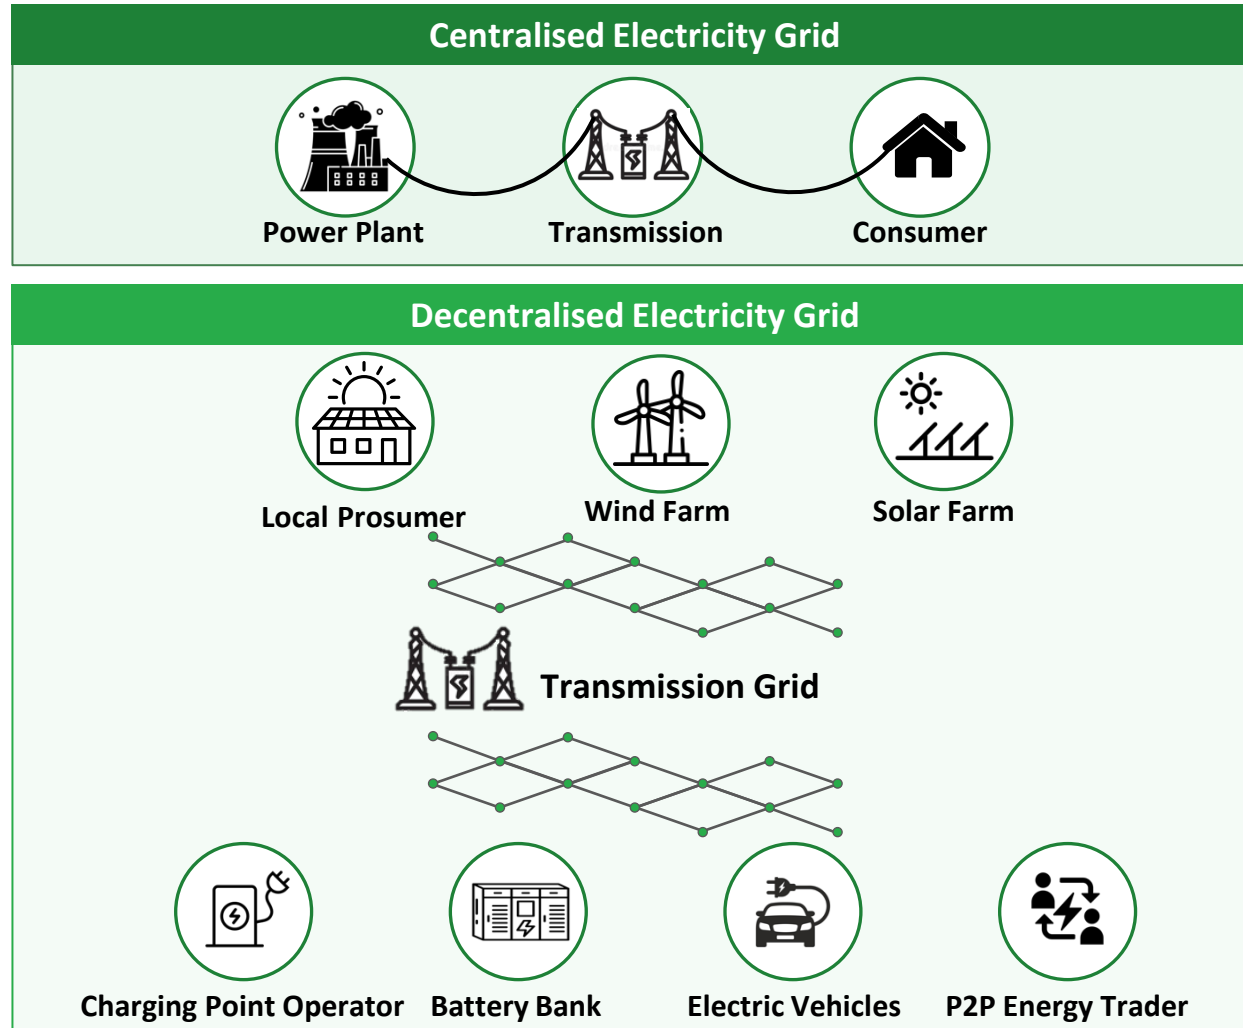 Centralised Electricity Grid
Power Plant
Transmission
Consumer
Decentralised Electricity Grid
Local Prosumer
Wind Farm
Solar Farm
Transmission Grid
Charging Point Operator
Battery Bank
Electric Vehicles
P2P Energy Trader